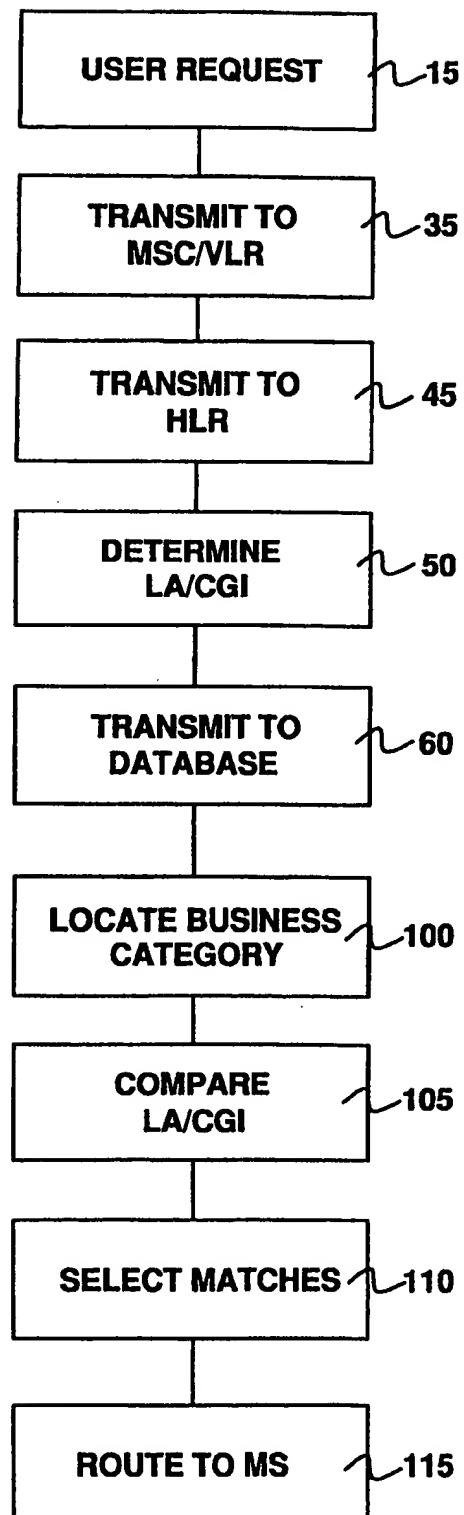 USER REQUEST 15
TRANSMIT TO
MSC/VLR 35
TRANSMIT TO
HLR 45
DETERMINE
LA/CGI 50
TRANSMIT TO
DATABASE 60
LOCATE BUSINESS
CATEGORY 100
COMPARE
LA/CGI 105
SELECT MATCHES 110
ROUTE TO MS 115